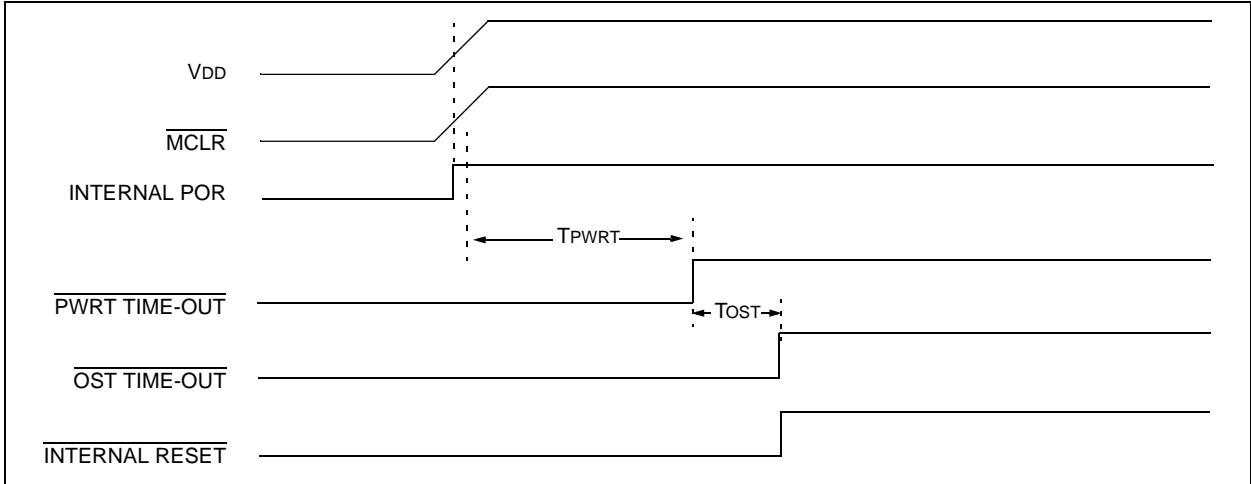 VDD
MCLR
INTERNAL POR
TPWRT
PWRT TIME-OUT
TOST
OST TIME-OUT
INTERNAL RESET